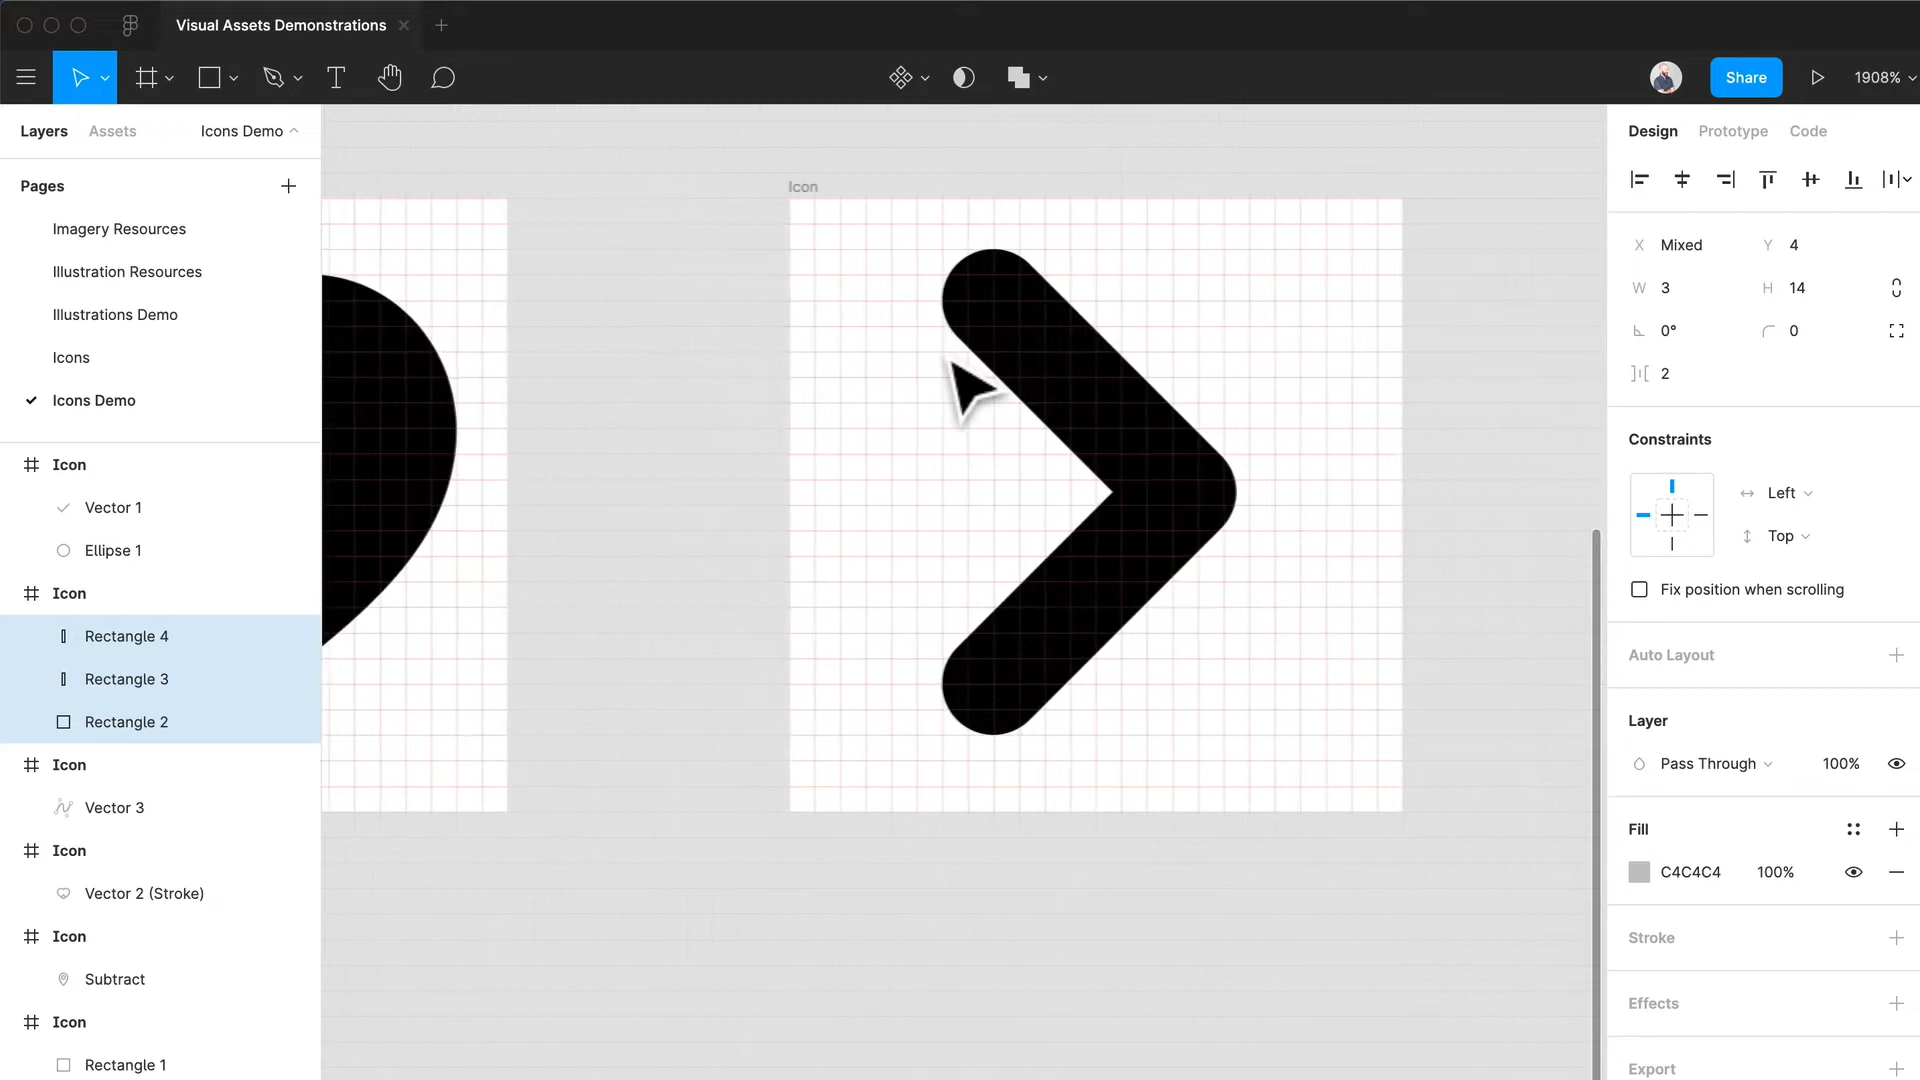 Visual Assets Demonstrations
Share
1908%
Layers Assets Icons Demo
Pages
Imagery Resources
Illustration Resources
Illustrations Demo
Icons
Icons Demo
Icon
Vector 1
Ellipse 1
Icon
Rectangle 4
Rectangle 3
Rectangle 2
Icon
Vector 3
Icon
Vector 2 (Stroke)
Icon
Subtract
Icon
Rectangle 1
Icon
Design Prototype Code
X Mixed Y 4
W 3 H 14
0° 0
2
Constraints
Left
Top
Fix position when scrolling
Auto Layout
Layer
Pass Through 100%
Fill
C4C4C4 100%
Stroke
Effects
Export